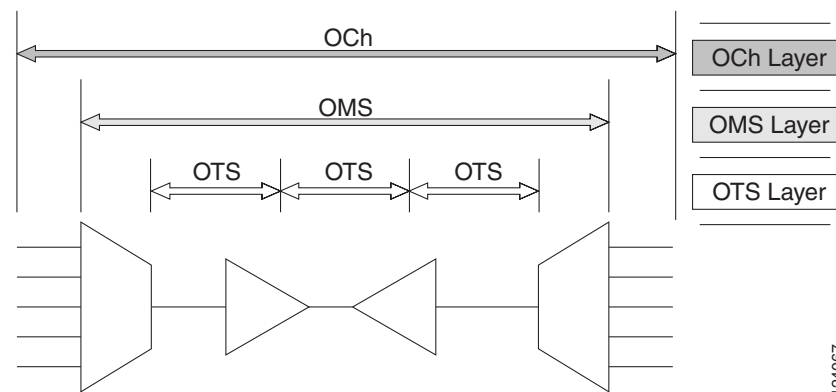 OCh
OMS
OTS OTS OTS
OCh Layer
OMS Layer
OTS Layer